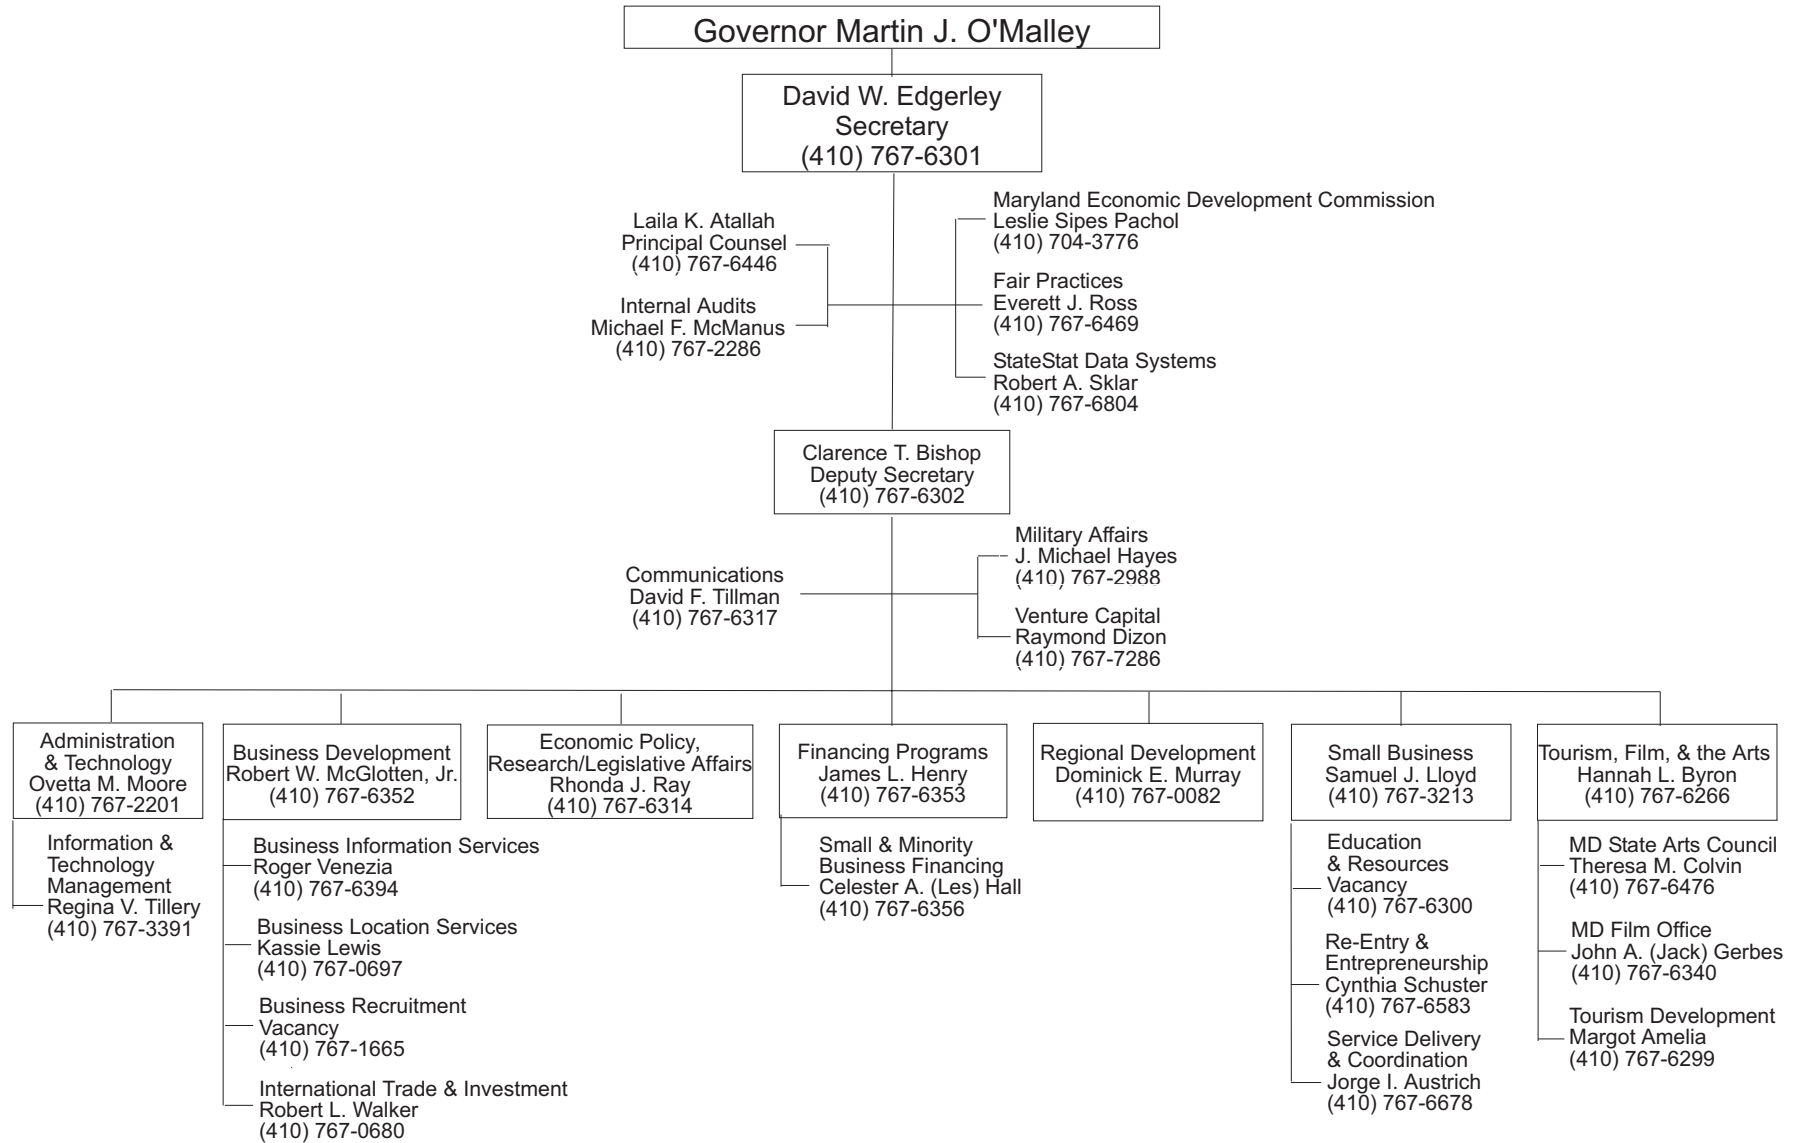 Governor Martin J. O'Malley
David W. Edgerley
Secretary
(410) 767-6301
Laila K. Atallah
Principal Counsel
(410) 767-6446
Internal Audits
Michael F. McManus
(410) 767-2286
Maryland Economic Development Commission
Leslie Sipes Pachol
(410) 704-3776
Fair Practices
Everett J. Ross
(410) 767-6469
StateStat Data Systems
Robert A. Sklar
(410) 767-6804
Clarence T. Bishop
Deputy Secretary
(410) 767-6302
Communications
David F. Tillman
(410) 767-6317
Military Affairs
J. Michael Hayes
(410) 767-2988
Venture Capital
Raymond Dizon
(410) 767-7286
Administration
& Technology
Ovetta M. Moore
(410) 767-2201
Information &
Technology
Management
Regina V. Tillery
(410) 767-3391
Business Development
Robert W. McGlotten, Jr.
(410) 767-6352
Business Information Services
Roger Venezia
(410) 767-6394
Business Location Services
Kassie Lewis
(410) 767-0697
Business Recruitment
Vacancy
(410) 767-1665
International Trade & Investment
Robert L. Walker
(410) 767-0680
Economic Policy,
Research/Legislative Affairs
Rhonda J. Ray
(410) 767-6314
Financing Programs
James L. Henry
(410) 767-6353
Small & Minority
Business Financing
Celester A. (Les) Hall
(410) 767-6356
Regional Development
Dominick E. Murray
(410) 767-0082
Small Business
Samuel J. Lloyd
(410) 767-3213
Education
& Resources
Vacancy
(410) 767-6300
Re-Entry &
Entrepreneurship
Cynthia Schuster
(410) 767-6583
Service Delivery
& Coordination
Jorge I. Austrich
(410) 767-6678
Tourism, Film, & the Arts
Hannah L. Byron
(410) 767-6266
MD State Arts Council
Theresa M. Colvin
(410) 767-6476
MD Film Office
John A. (Jack) Gerbes
(410) 767-6340
Tourism Development
Margot Amelia
(410) 767-6299